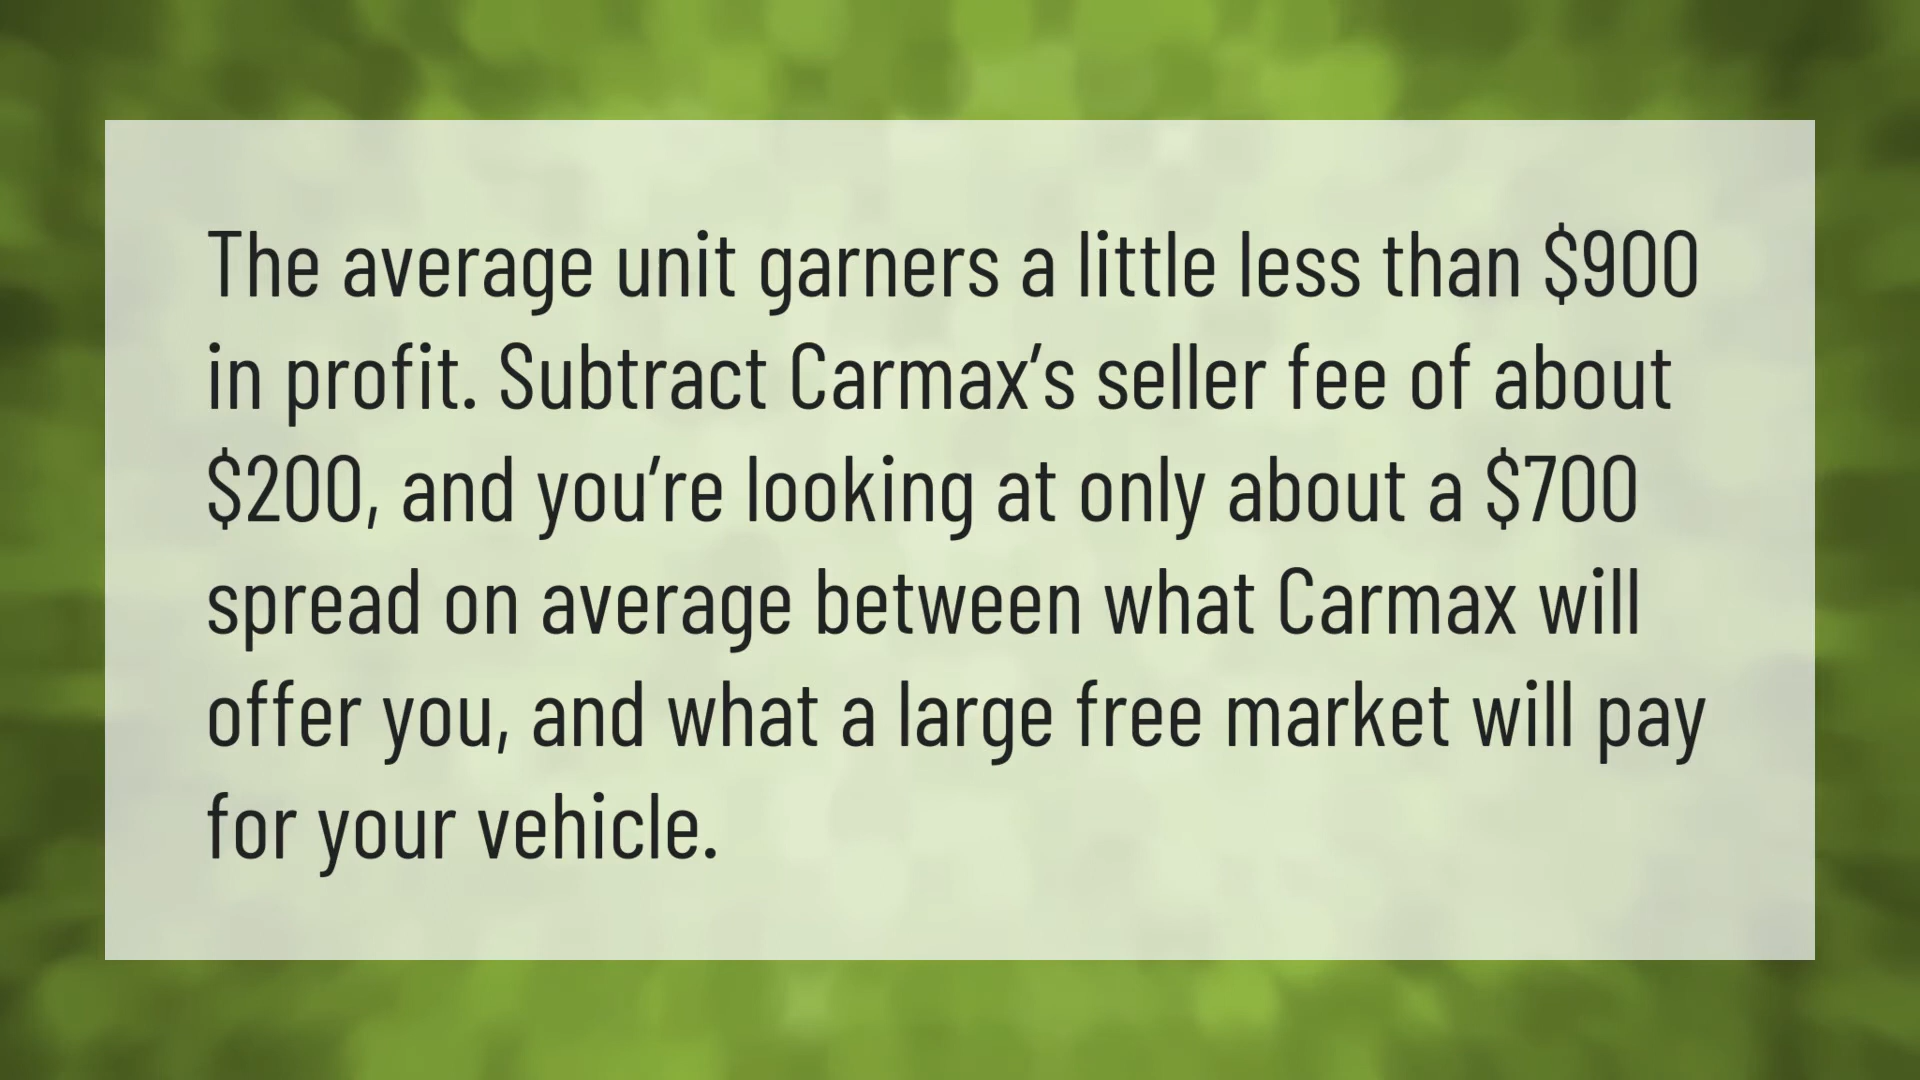 The average unit garners a little less than $900
in profit. Subtract Carmax’s seller fee of about
$200, and you’re looking at only about a $700
spread on average between what Carmax will
offer you, and what a large free market will pay
for your vehicle.